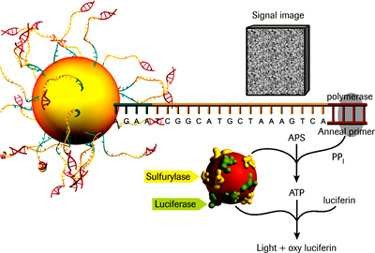 Signal image
polymerase
A G A A T C G G C A T G C T A A A G T C A
Anneal primer
APS
PPi
Sulfurylase
ATP
Luciferase
luciferin
Light + oxy luciferin